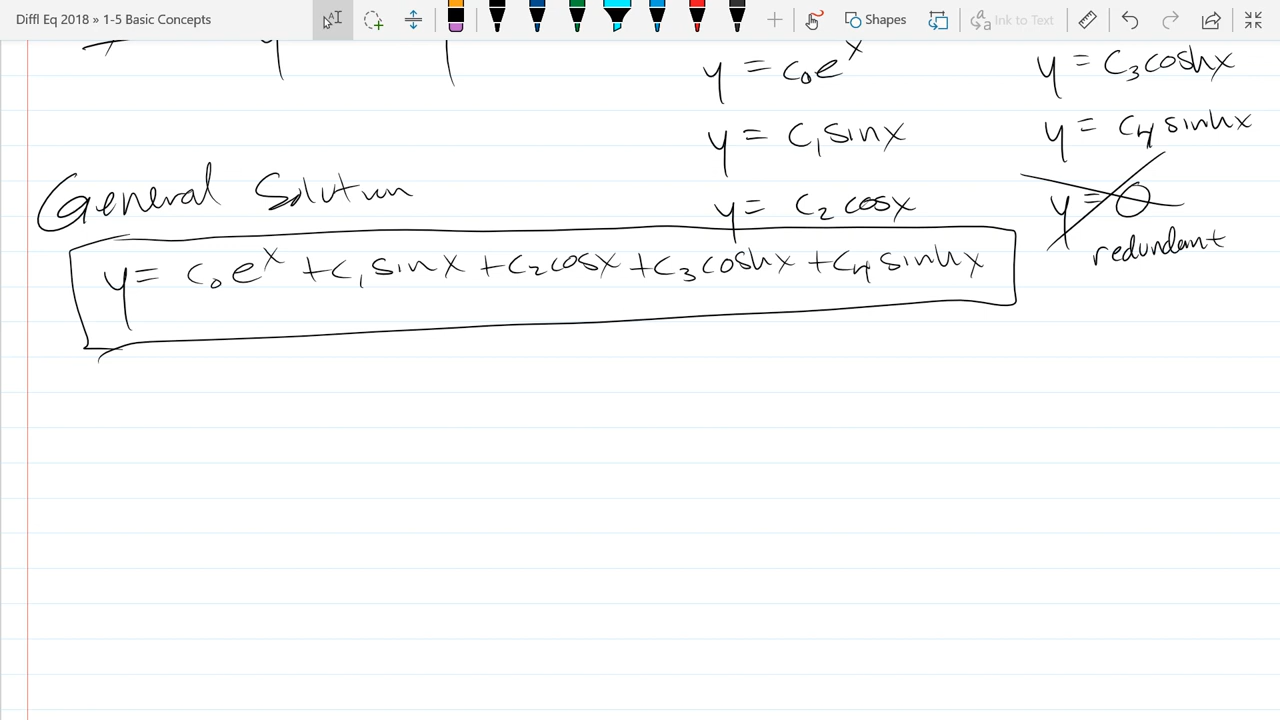 Diffl Eq 2018 » 1-5 Basic Concepts
Shapes
Ink to Text
y = c₀eˣ
y = c₁sinx
y = c₂cosx
y = c₃coshx
y = c₄sinhx
y = 0
redundant
General Solution
y = c₀eˣ + c₁sinx + c₂cosx + c₃coshx + c₄sinhx